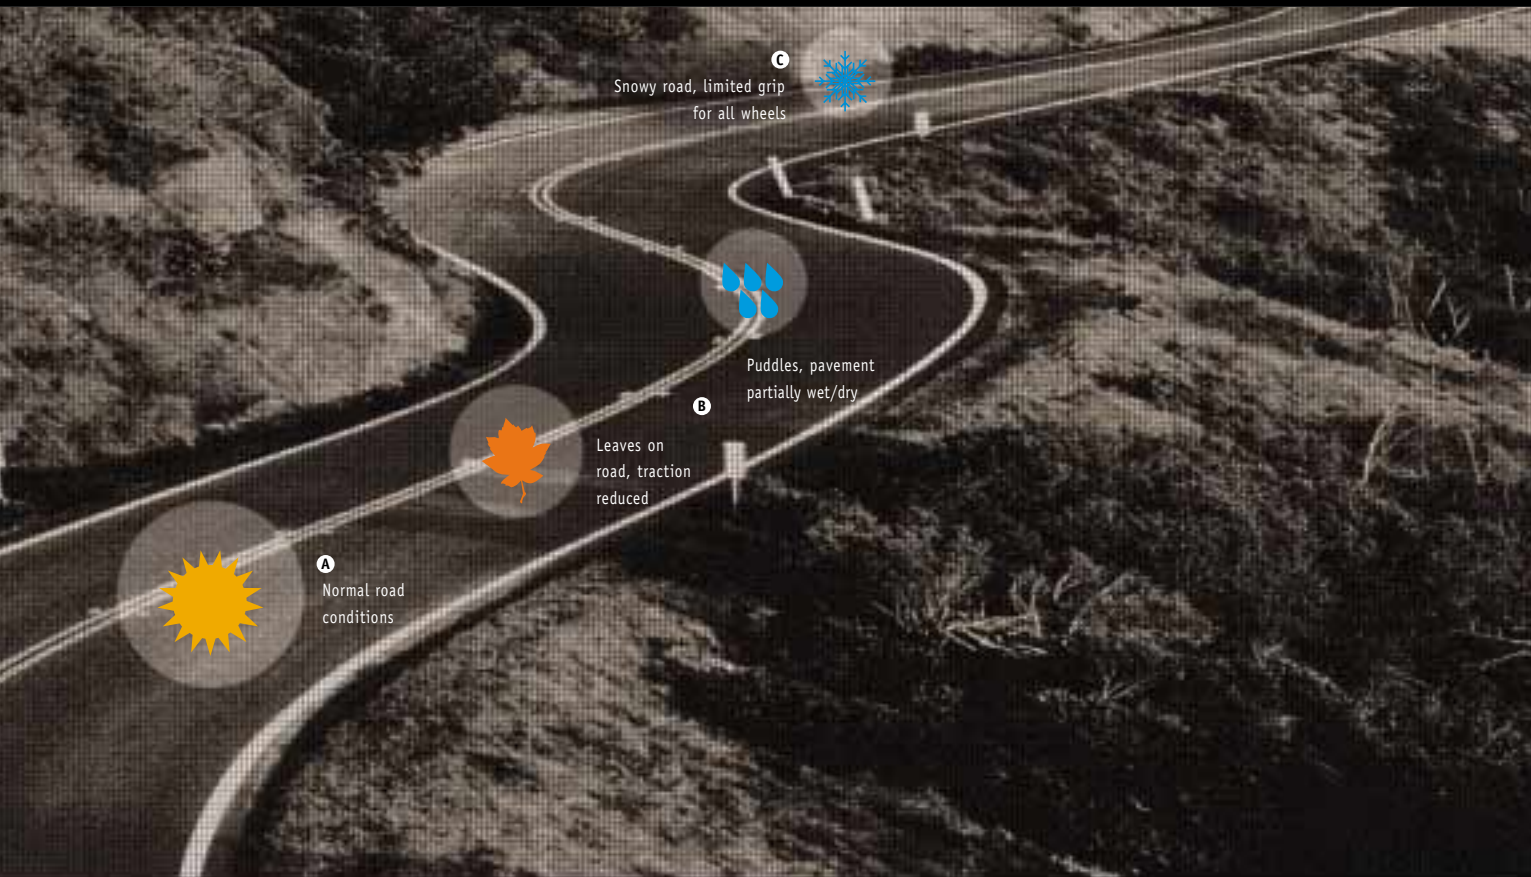 C
Snowy road, limited grip
for all wheels
Puddles, pavement
partially wet/dry
B
Leaves on
road, traction
reduced
A
Normal road
conditions